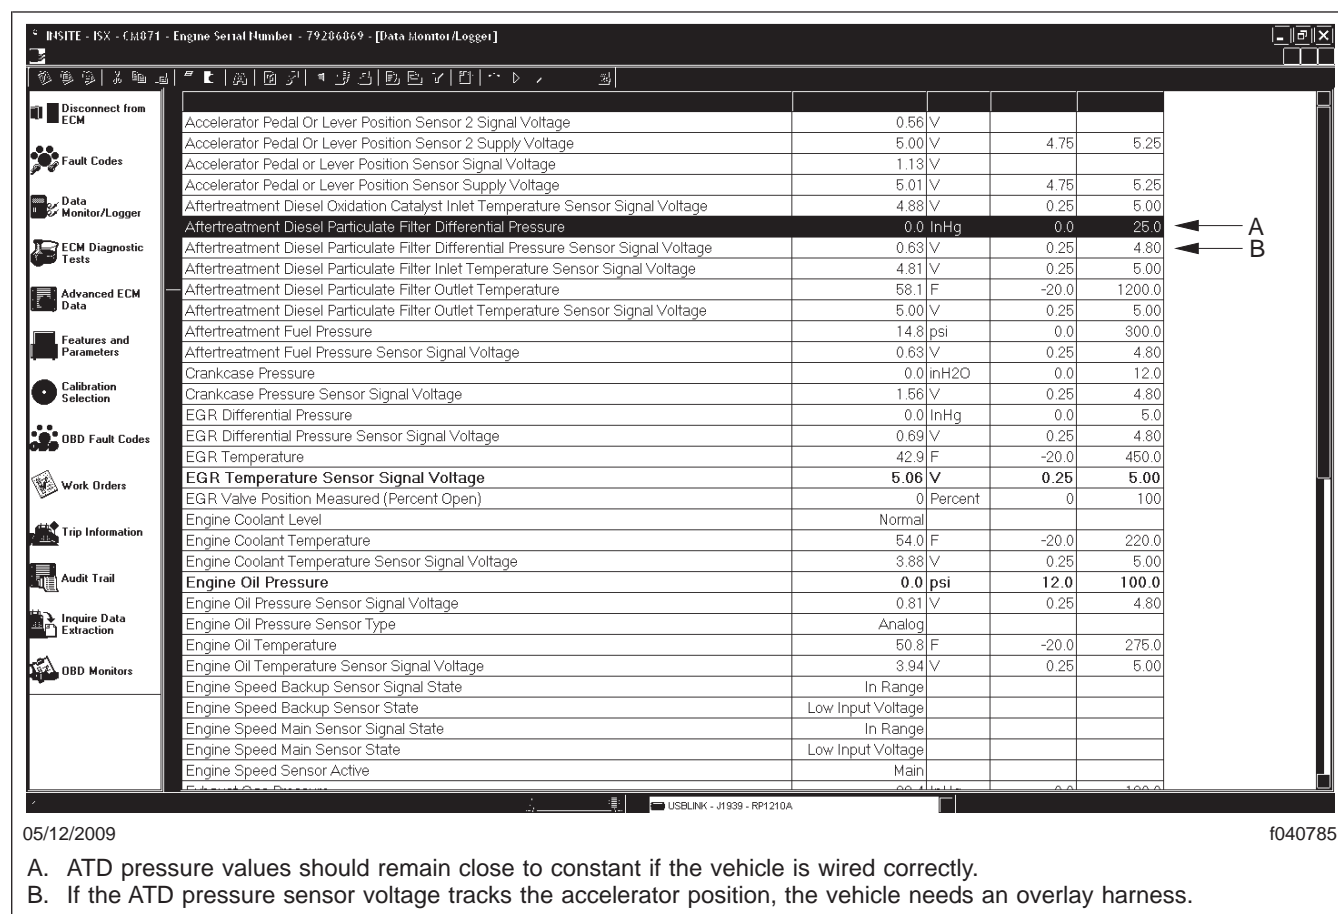 INSITE - ISX - CM871 - Engine Serial Number - 79286869 - [Data Monitor/Logger]
Disconnect from
ECM
Fault Codes
Data
Monitor/Logger
ECM Diagnostic
Tests
Advanced ECM
Data
Features and
Parameters
Calibration
Selection
OBD Fault Codes
Work Orders
Trip Information
Audit Trail
Inquire Data
Extraction
OBD Monitors
Accelerator Pedal Or Lever Position Sensor 2 Signal Voltage 0.56 V
Accelerator Pedal Or Lever Position Sensor 2 Supply Voltage 5.00 V 4.75 5.25
Accelerator Pedal or Lever Position Sensor Signal Voltage 1.13 V
Accelerator Pedal or Lever Position Sensor Supply Voltage 5.01 V 4.75 5.25
Aftertreatment Diesel Oxidation Catalyst Inlet Temperature Sensor Signal Voltage 4.88 V 0.25 5.00
Aftertreatment Diesel Particulate Filter Differential Pressure 0.0 InHg 0.0 25.0 A
Aftertreatment Diesel Particulate Filter Differential Pressure Sensor Signal Voltage 0.63 V 0.25 4.80 B
Aftertreatment Diesel Particulate Filter Inlet Temperature Sensor Signal Voltage 4.81 V 0.25 5.00
Aftertreatment Diesel Particulate Filter Outlet Temperature 58.1 F -20.0 1200.0
Aftertreatment Diesel Particulate Filter Outlet Temperature Sensor Signal Voltage 5.00 V 0.25 5.00
Aftertreatment Fuel Pressure 14.8 psi 0.0 300.0
Aftertreatment Fuel Pressure Sensor Signal Voltage 0.63 V 0.25 4.80
Crankcase Pressure 0.0 inH2O 0.0 12.0
Crankcase Pressure Sensor Signal Voltage 1.56 V 0.25 4.80
EGR Differential Pressure 0.0 InHg 0.0 5.0
EGR Differential Pressure Sensor Signal Voltage 0.69 V 0.25 4.80
EGR Temperature 42.9 F -20.0 450.0
EGR Temperature Sensor Signal Voltage 5.06 V 0.25 5.00
EGR Valve Position Measured (Percent Open) 0 Percent 0 100
Engine Coolant Level Normal
Engine Coolant Temperature 54.0 F -20.0 220.0
Engine Coolant Temperature Sensor Signal Voltage 3.88 V 0.25 5.00
Engine Oil Pressure 0.0 psi 12.0 100.0
Engine Oil Pressure Sensor Signal Voltage 0.81 V 0.25 4.80
Engine Oil Pressure Sensor Type Analog
Engine Oil Temperature 50.8 F -20.0 275.0
Engine Oil Temperature Sensor Signal Voltage 3.94 V 0.25 5.00
Engine Speed Backup Sensor Signal State In Range
Engine Speed Backup Sensor State Low Input Voltage
Engine Speed Main Sensor Signal State In Range
Engine Speed Main Sensor State Low Input Voltage
Engine Speed Sensor Active Main
USBLINK - J1939 - RP1210A
05/12/2009 f040785
A. ATD pressure values should remain close to constant if the vehicle is wired correctly.
B. If the ATD pressure sensor voltage tracks the accelerator position, the vehicle needs an overlay harness.